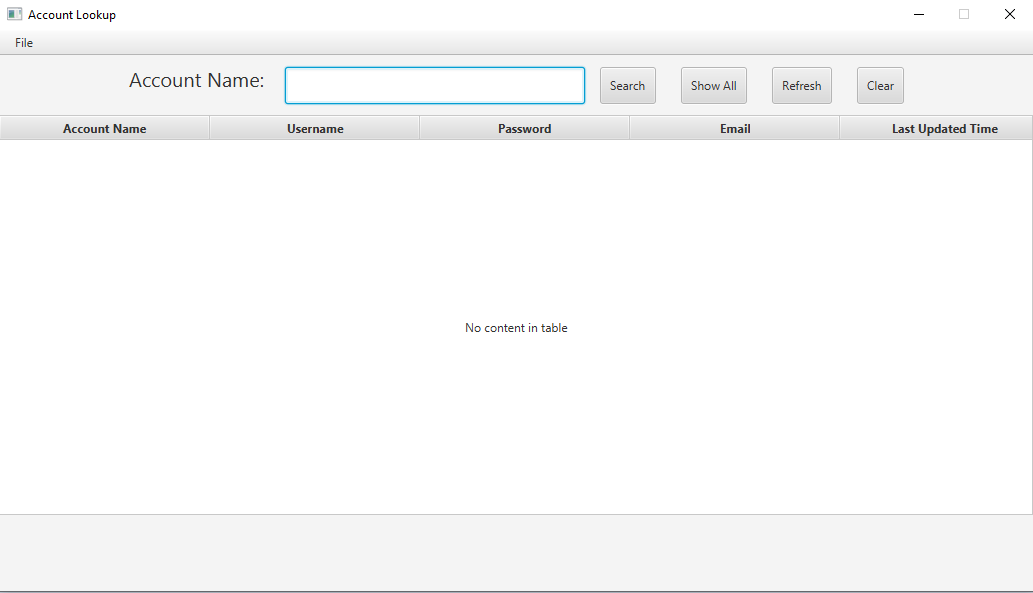 Account Lookup
File
Account Name: Search Show All Refresh Clear
Account Name Username Password Email Last Updated Time
No content in table